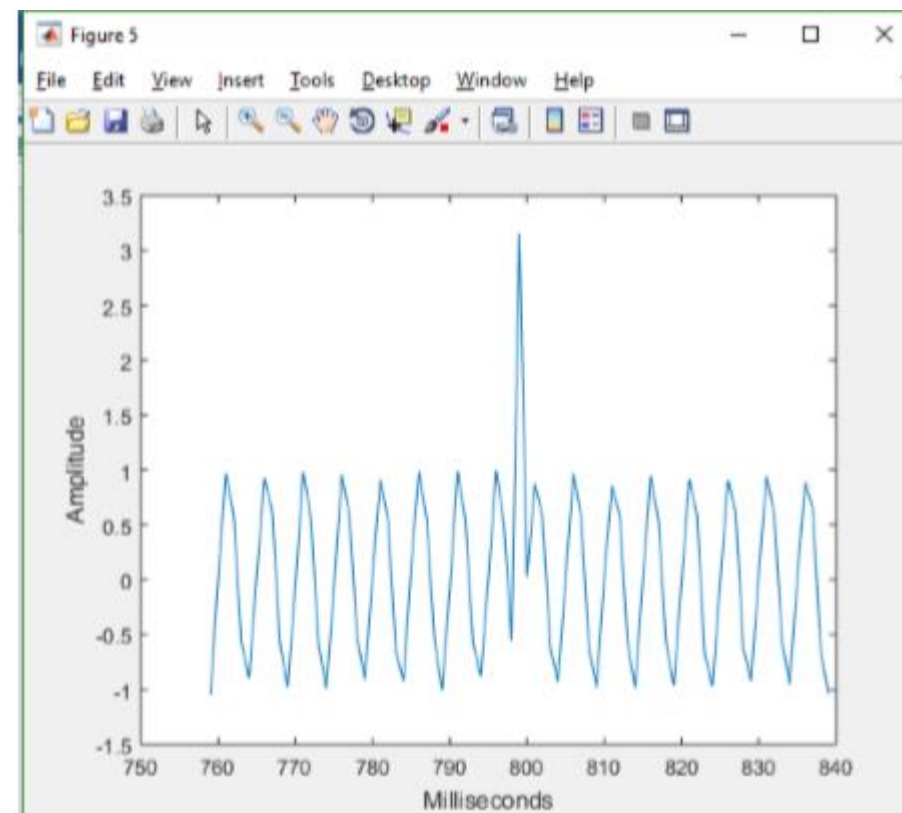 Figure 5
File Edit View Insert Tools Desktop Window Help
3.5
3
2.5
2
1.5
1
0.5
0
-0.5
-1
-1.5
Amplitude
750 760 770 780 790 800 810 820 830 840
Milliseconds